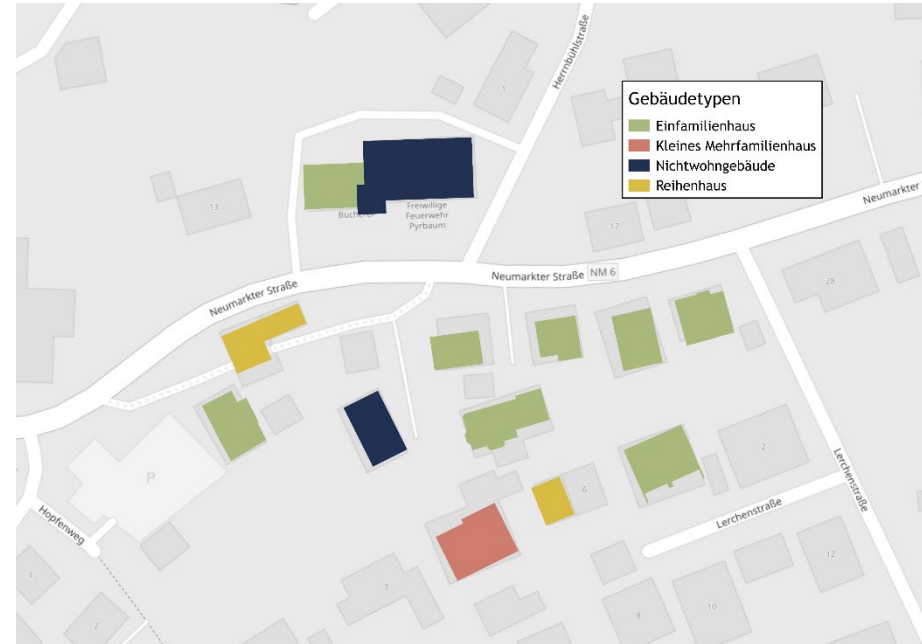 1
Herrnbühlstraße
Gebäudetypen
Einfamilienhaus
Kleines Mehrfamilienhaus
Nichtwohngebäude
Reihenhaus
13
Bücherei
Freiwillige
Feuerwehr
Pyrbaum
17
Neumarkter
Neumarkter Straße
NM 6
Neumarkter Straße
28
P
2
6
Lerchenstraße
Lerchenstraße
Hopfenweg
12
1
7
2
8
10